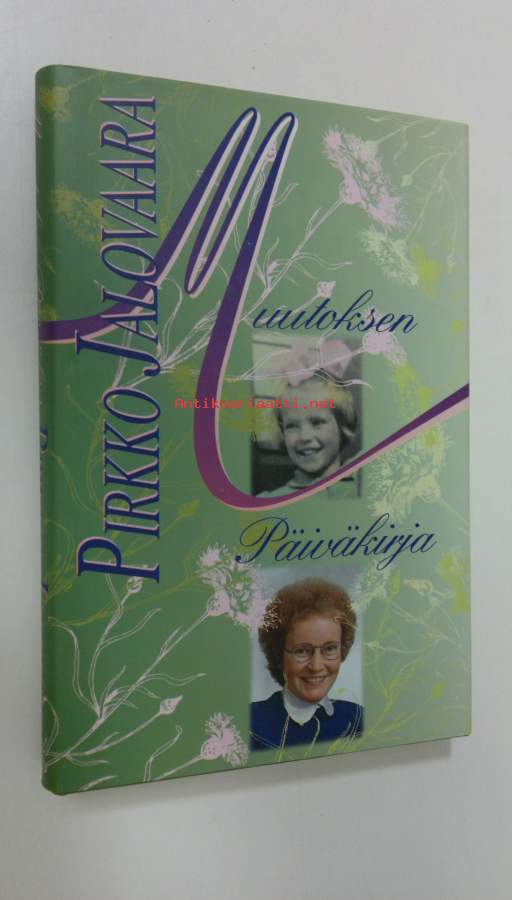 PIRKKO JALOVAARA
Muutoksen
Antikvariaatti.net
Päiväkirja